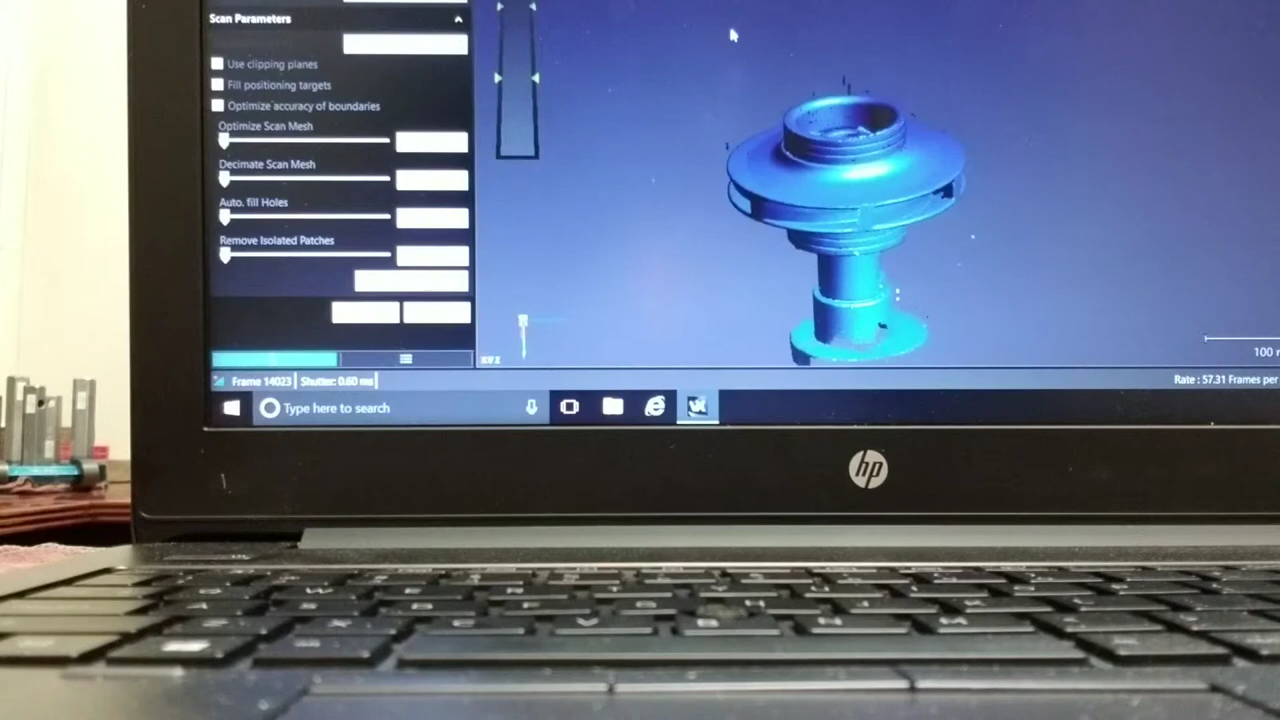 Scan Parameters
Use clipping planes
Fill positioning targets
Optimize accuracy of boundaries
Optimize Scan Mesh
Decimate Scan Mesh
Auto. fill Holes
Remove Isolated Patches
100
Frame 14023 Shutter: 0.60 ms
Rate : 57.31 Frames per
Type here to search
hp